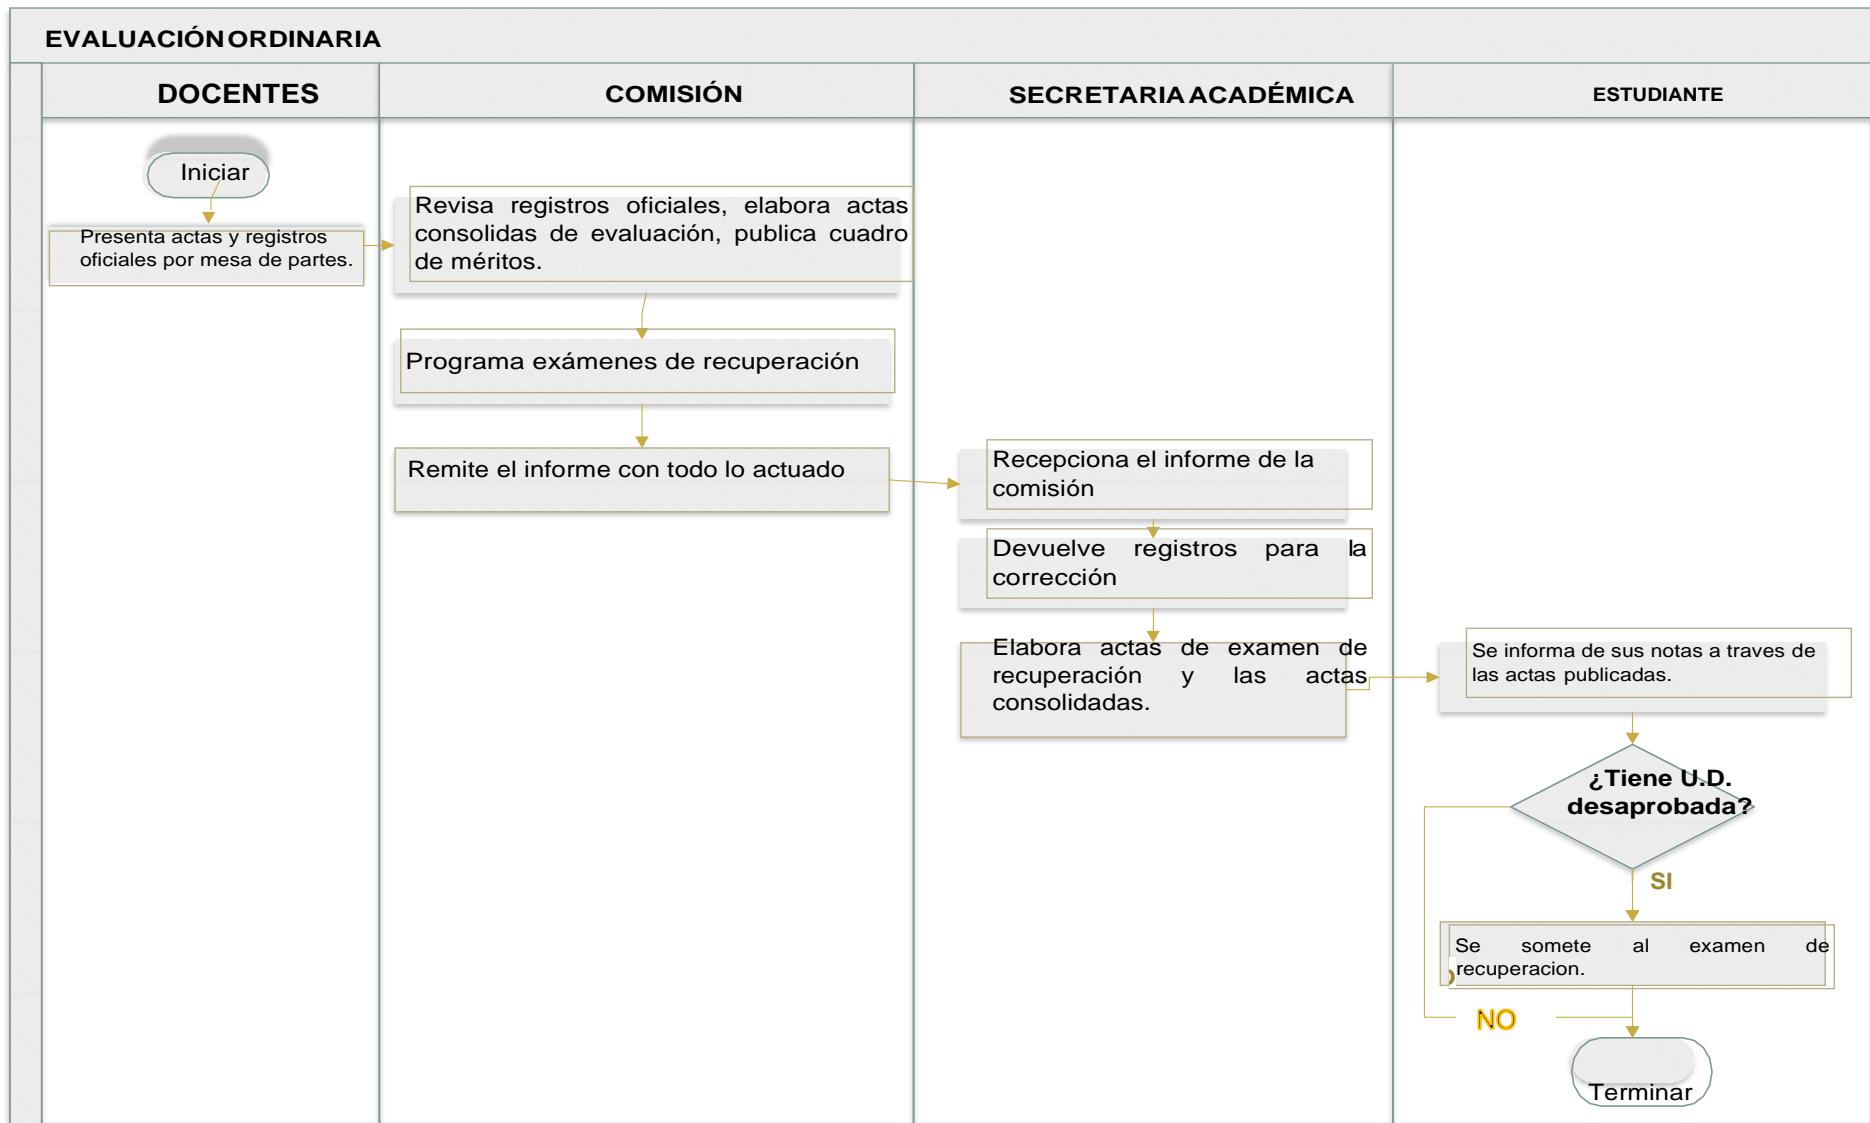 EVALUACIÓN ORDINARIA
DOCENTES
COMISIÓN
SECRETARIA ACADÉMICA
ESTUDIANTE
Iniciar
Presenta actas y registros
oficiales por mesa de partes.
Revisa registros oficiales, elabora actas
consolidas de evaluación, publica cuadro
de méritos.
Programa exámenes de recuperación
Remite el informe con todo lo actuado
Recepciona el informe de la
comisión
Devuelve registros para la
corrección
Elabora actas de examen de
recuperación y las actas
consolidadas.
Se informa de sus notas a traves de
las actas publicadas.
¿Tiene U.D.
desaprobada?
SI
Se somete al examen de
recuperacion.
NO
Terminar